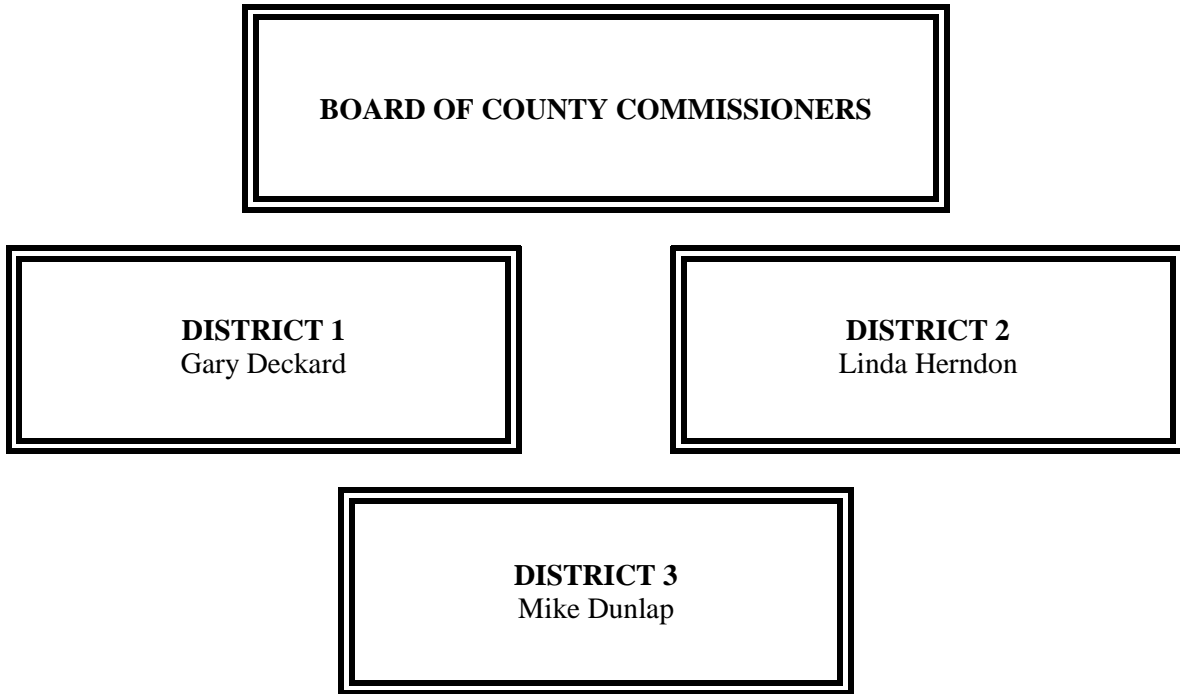 BOARD OF COUNTY COMMISSIONERS
DISTRICT 1
Gary Deckard
DISTRICT 2
Linda Herndon
DISTRICT 3
Mike Dunlap